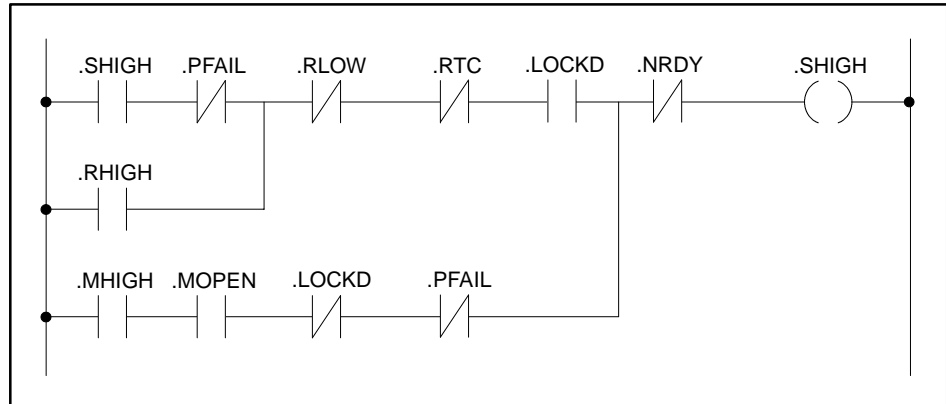 .SHIGH .PFAIL .RLOW .RTC .LOCKD .NRDY .SHIGH
.RHIGH
.MHIGH .MOPEN .LOCKD .PFAIL